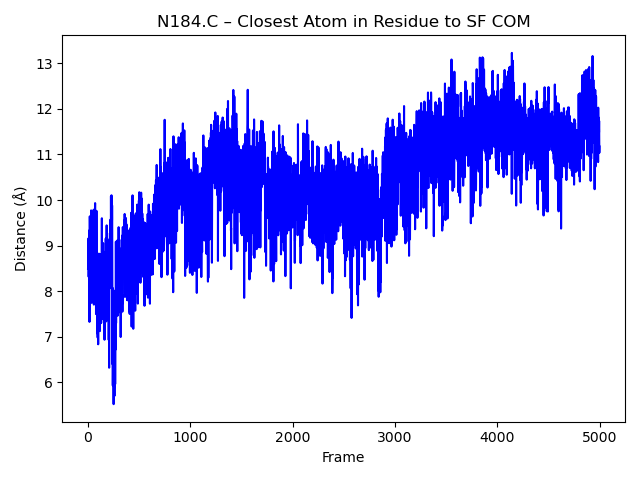 N184.C – Closest Atom in Residue to SF COM
13
12
11
10
9
8
7
6
Distance (Å)
0 1000 2000 3000 4000 5000
Frame